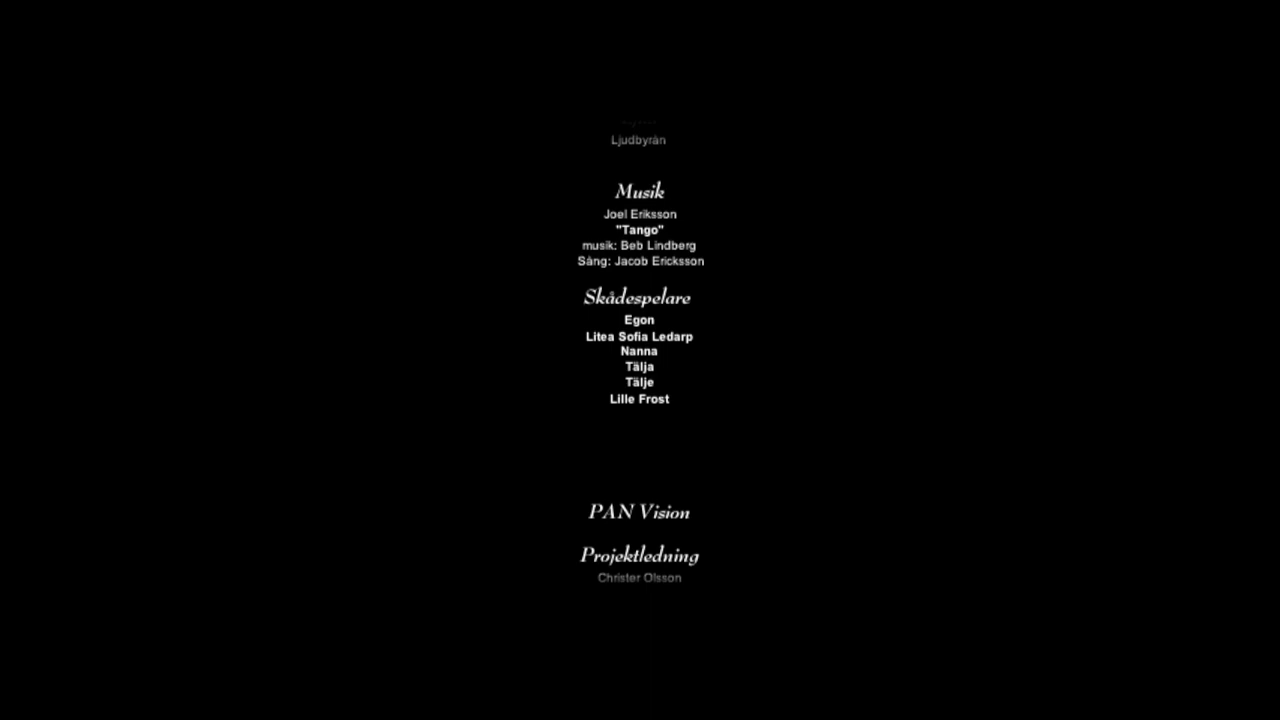 Ljudbyrån
Musik
Joel Eriksson
"Tango"
musik: Beb Lindberg
Sång: Jacob Ericksson
Skådespelare
Egon
Litea Sofia Ledarp
Nanna
Tälja
Tälje
Lille Frost
PAN Vision
Projektledning
Christer Olsson